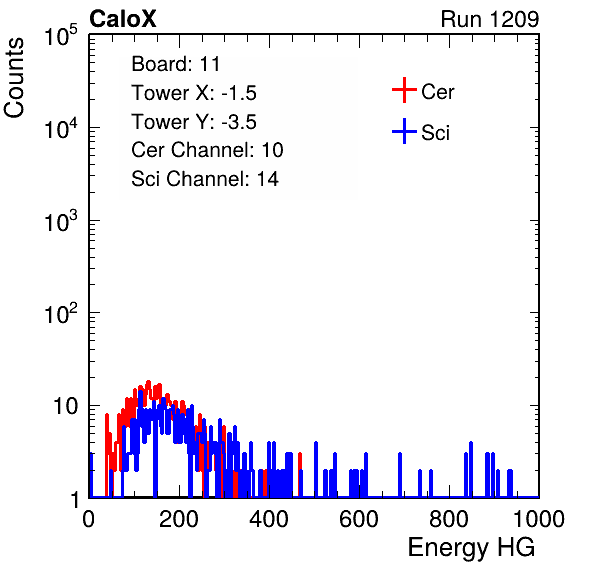 CaloX Run 1209
Counts
10^5
10^4
10^3
10^2
10
1
Board: 11
Tower X: -1.5
Tower Y: -3.5
Cer Channel: 10
Sci Channel: 14
Cer
Sci
0 200 400 600 800 1000
Energy HG